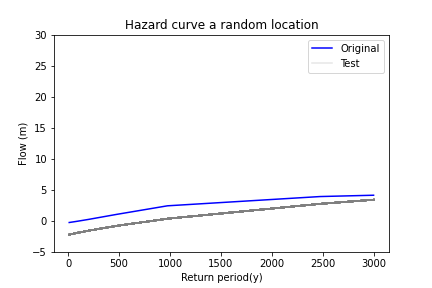 Hazard curve a random location
Original
Test
Flow (m)
30
25
20
15
10
5
0
−5
0 500 1000 1500 2000 2500 3000
Return period(y)